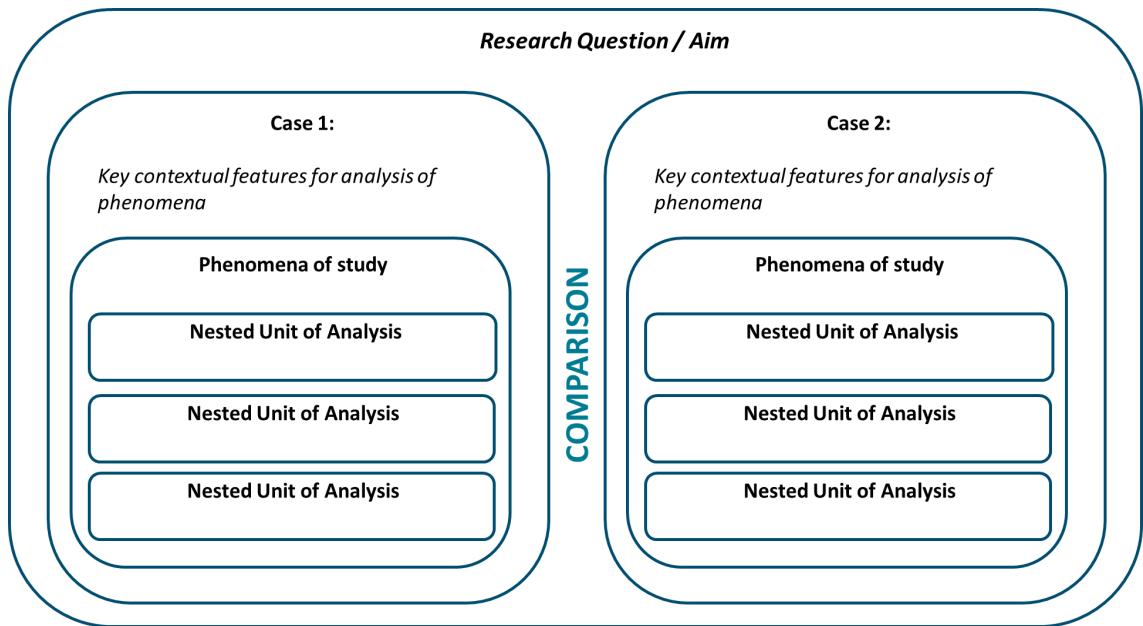 Research Question / Aim
Case 1:
Key contextual features for analysis of
phenomena
Phenomena of study
Nested Unit of Analysis
Nested Unit of Analysis
Nested Unit of Analysis
COMPARISON
Case 2:
Key contextual features for analysis of
phenomena
Phenomena of study
Nested Unit of Analysis
Nested Unit of Analysis
Nested Unit of Analysis